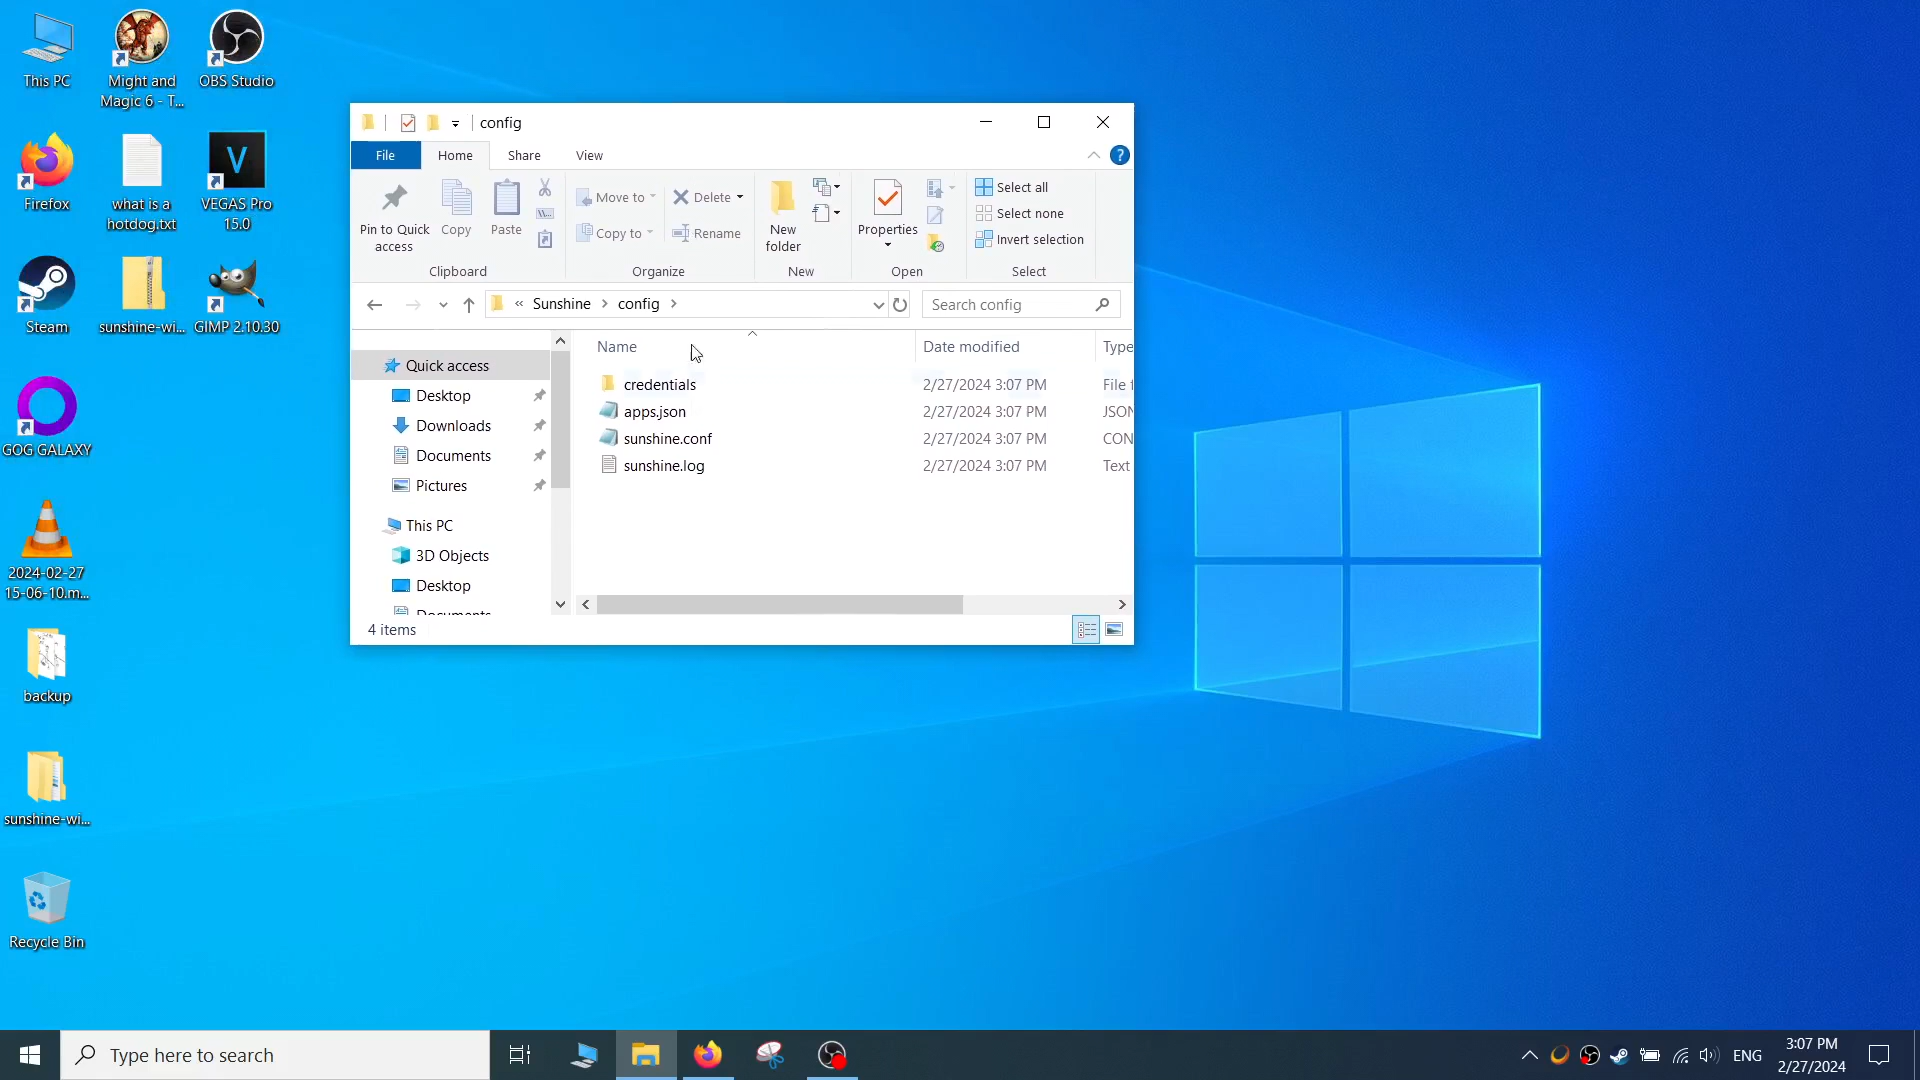 This PC
Might and
Magic 6 - T...
OBS Studio
Firefox
what is a
hotdog.txt
VEGAS Pro
15.0
Steam
sunshine-wi...
GIMP 2.10.30
GOG GALAXY
2024-02-27
15-06-10.m...
backup
sunshine-wi...
Recycle Bin
config
File
Home
Share
View
Pin to Quick
access
Copy
Paste
Clipboard
Move to
Copy to
Delete
Rename
Organize
New
folder
New
Properties
Open
Select all
Select none
Invert selection
Select
« Sunshine > config >
Search config
Quick access
Desktop
Downloads
Documents
Pictures
This PC
3D Objects
Desktop
Documents
Name
Date modified
Type
credentials
2/27/2024 3:07 PM
File f
apps.json
2/27/2024 3:07 PM
JSON
sunshine.conf
2/27/2024 3:07 PM
CON
sunshine.log
2/27/2024 3:07 PM
Text
4 items
Type here to search
ENG
3:07 PM
2/27/2024